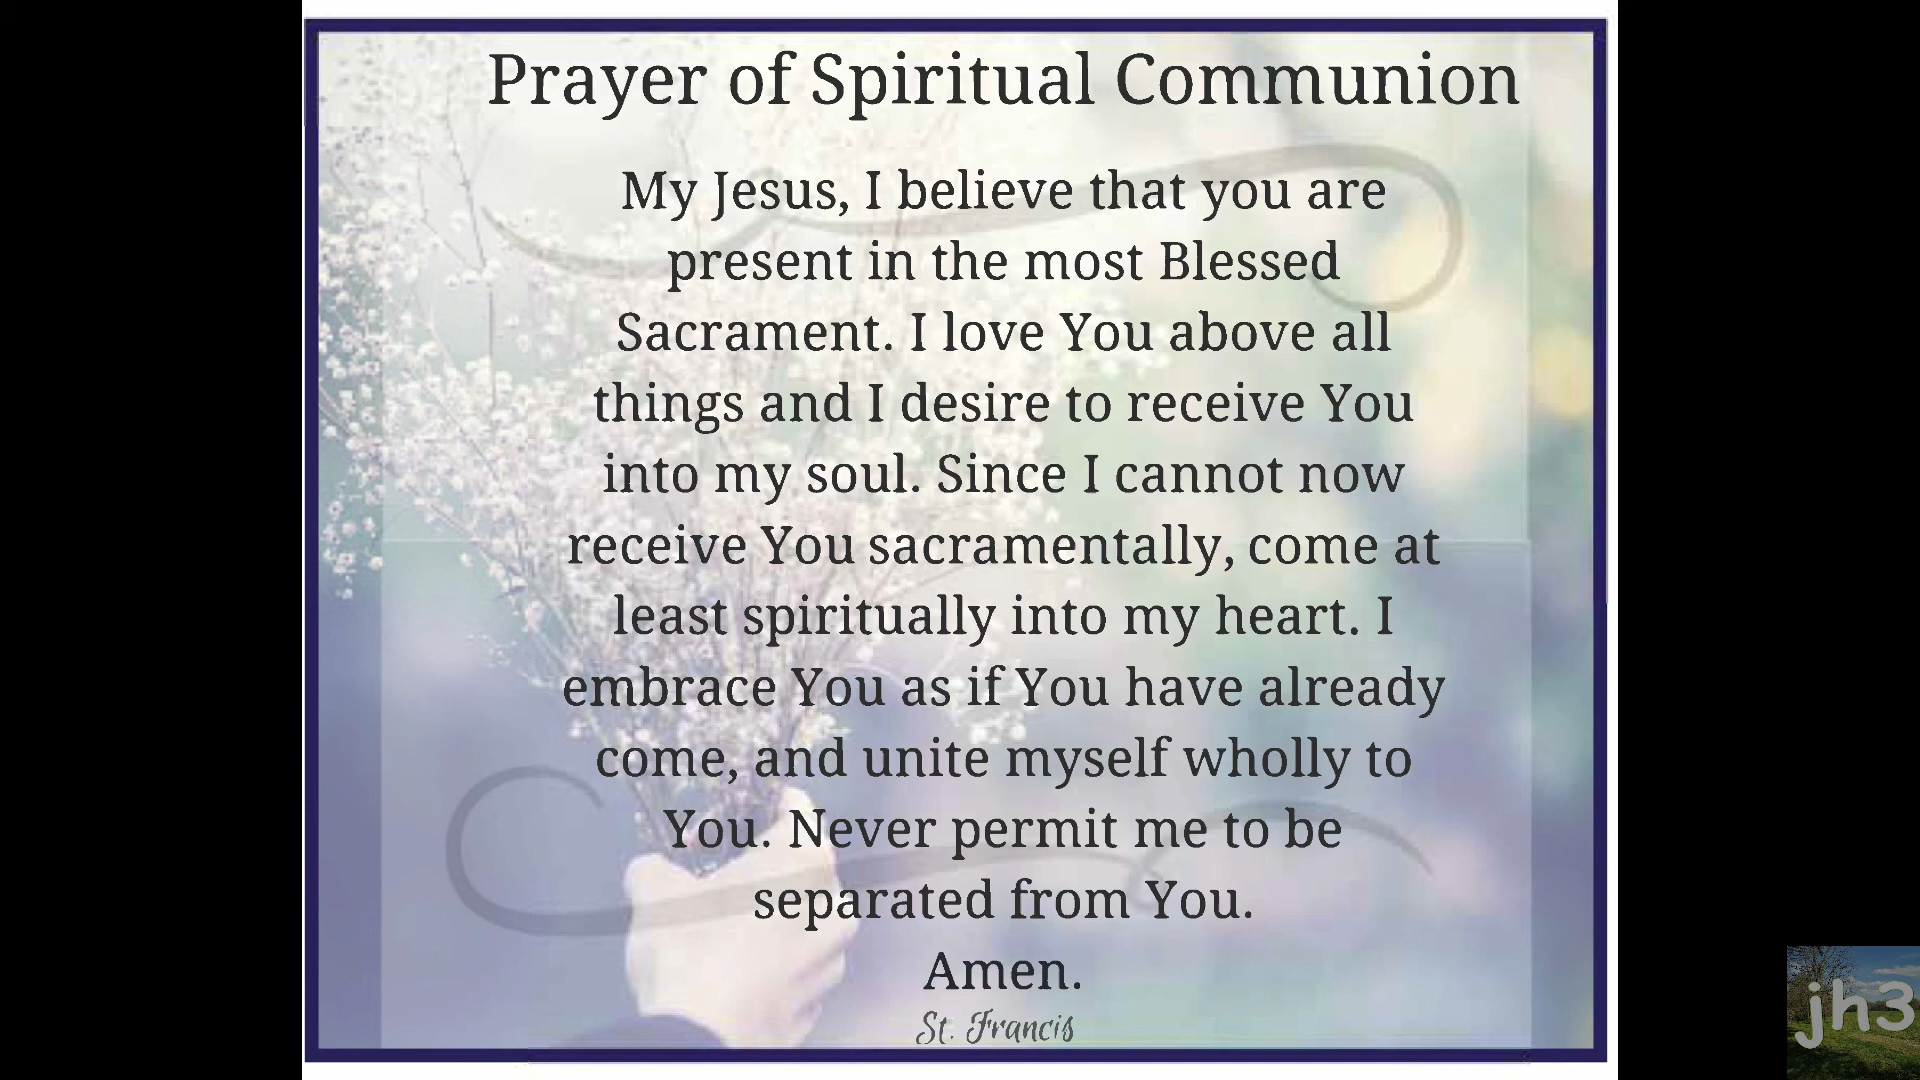 Prayer of Spiritual Communion
My Jesus, I believe that you are
present in the most Blessed
Sacrament. I love You above all
things and I desire to receive You
into my soul. Since I cannot now
receive You sacramentally, come at
least spiritually into my heart. I
embrace You as if You have already
come, and unite myself wholly to
You. Never permit me to be
separated from You.
Amen.
St. Francis
jh3